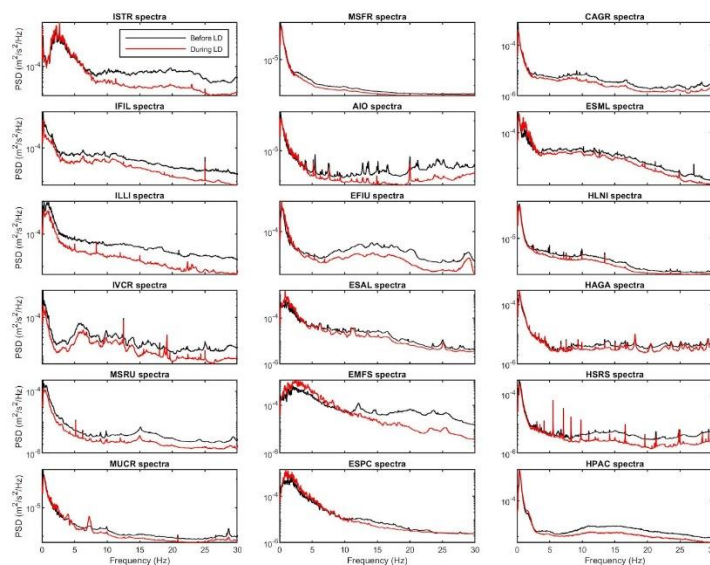 ISTR spectra
MSFR spectra
CAGR spectra
Before LD
During LD
PSD (m²/s²/Hz)
10⁻⁴
10⁻⁵
10⁻⁴
10⁻⁶
IFIL spectra
AIO spectra
ESML spectra
PSD (m²/s²/Hz)
10⁻⁴
10⁻⁵
10⁻⁴
ILLI spectra
EFIU spectra
HLNI spectra
PSD (m²/s²/Hz)
10⁻⁴
10⁻⁴
10⁻⁵
IVCR spectra
ESAL spectra
HAGA spectra
PSD (m²/s²/Hz)
10⁻⁴
10⁻⁴
10⁻⁴
10⁻⁶
MSRU spectra
EMFS spectra
HSRS spectra
PSD (m²/s²/Hz)
10⁻⁴
10⁻⁶
10⁻⁴
10⁻⁴
10⁻⁶
MUCR spectra
ESPC spectra
HPAC spectra
PSD (m²/s²/Hz)
10⁻⁵
10⁻⁴
10⁻⁶
10⁻⁴
0 5 10 15 20 25 30
0 5 10 15 20 25 30
0 5 10 15 20 25 30
Frequency (Hz)
Frequency (Hz)
Frequency (Hz)